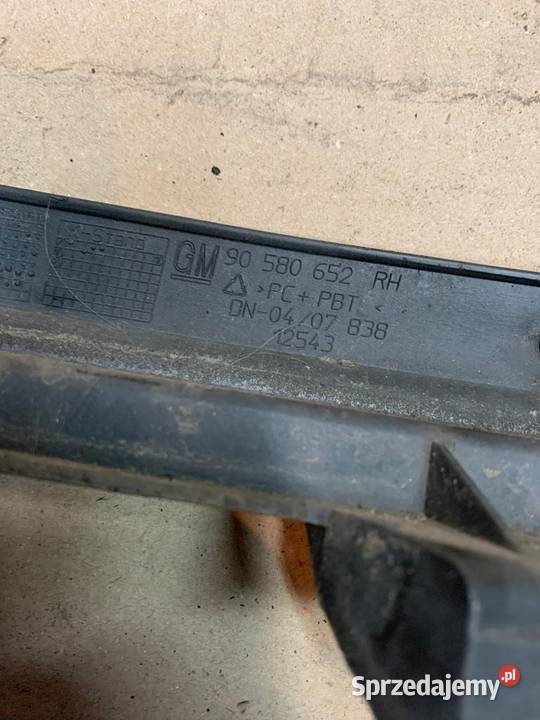 GM 90 580 652 RH
>PC + PBT<
DN-04/07 838
12543
Sprzedajemy.pl